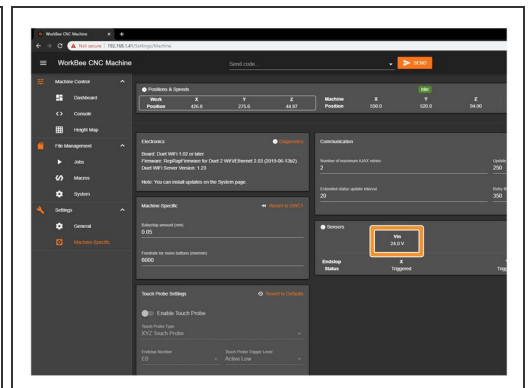 WorkBee CNC Machine
Not secure | 192.168.1.41/Settings/Machine
WorkBee CNC Machine
Send code...
SEND
Machine Control
Dashboard
Console
Height Map
File Management
Jobs
Macros
System
Settings
General
Machine-Specific
Positions & Speeds
Idle
Work Position
X
426.8
Y
275.6
Z
44.87
Machine Position
X
550.0
Y
520.0
Z
94.00
Electronics
Diagnostics
Board: Duet WiFi 1.02 or later
Firmware: RepRapFirmware for Duet 2 WiFi/Ethernet 2.03 (2019-06-13b2)
Duet WiFi Server Version: 1.23
Note: You can install updates on the System page.
Communication
Number of maximum AJAX retries
2
Update
250
Extended status update interval
20
350
Machine-Specific
Revert to DWC1
Babystep amount (mm)
0.05
Feedrate for move buttons (mm/min)
6000
Sensors
Vin
24.0 V
Endstop Status
X
Triggered
Touch Probe Settings
Revert to Defaults
Enable Touch Probe
Touch Probe Type
XYZ Touch Probe
Endstop Number
E0
Touch Probe Trigger Level
Active Low